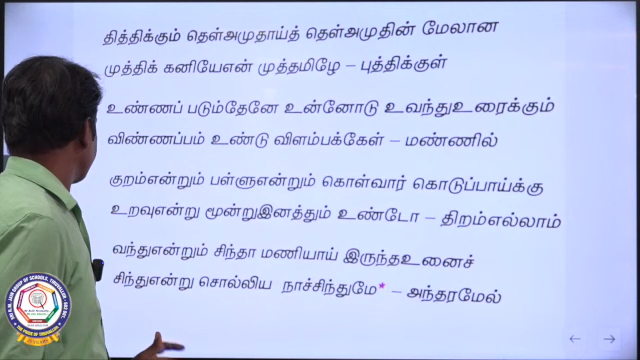 தித்திக்கும் தெள்அமுதாய்த் தெள்அமுதின் மேலான
முத்திக் கனியேஎன் முத்தமிழே – புத்திக்குள்
உண்ணப் படும்தேனே உன்னோடு உவந்துஉரைக்கும்
விண்ணப்பம் உண்டு விளம்பக்கேள் – மண்ணில்
குறம்என்றும் பள்ளுஎன்றும் கொள்வார் கொடுப்பாய்க்கு
உறவுஎன்று மூன்றுஇனத்தும் உண்டோ – திறம்எல்லாம்
வந்துஎன்றும் சிந்தா மணியாய் இருந்தஉனைச்
சிந்துஎன்று சொல்லிய நாச்சிந்துமே* – அந்தரமேல்